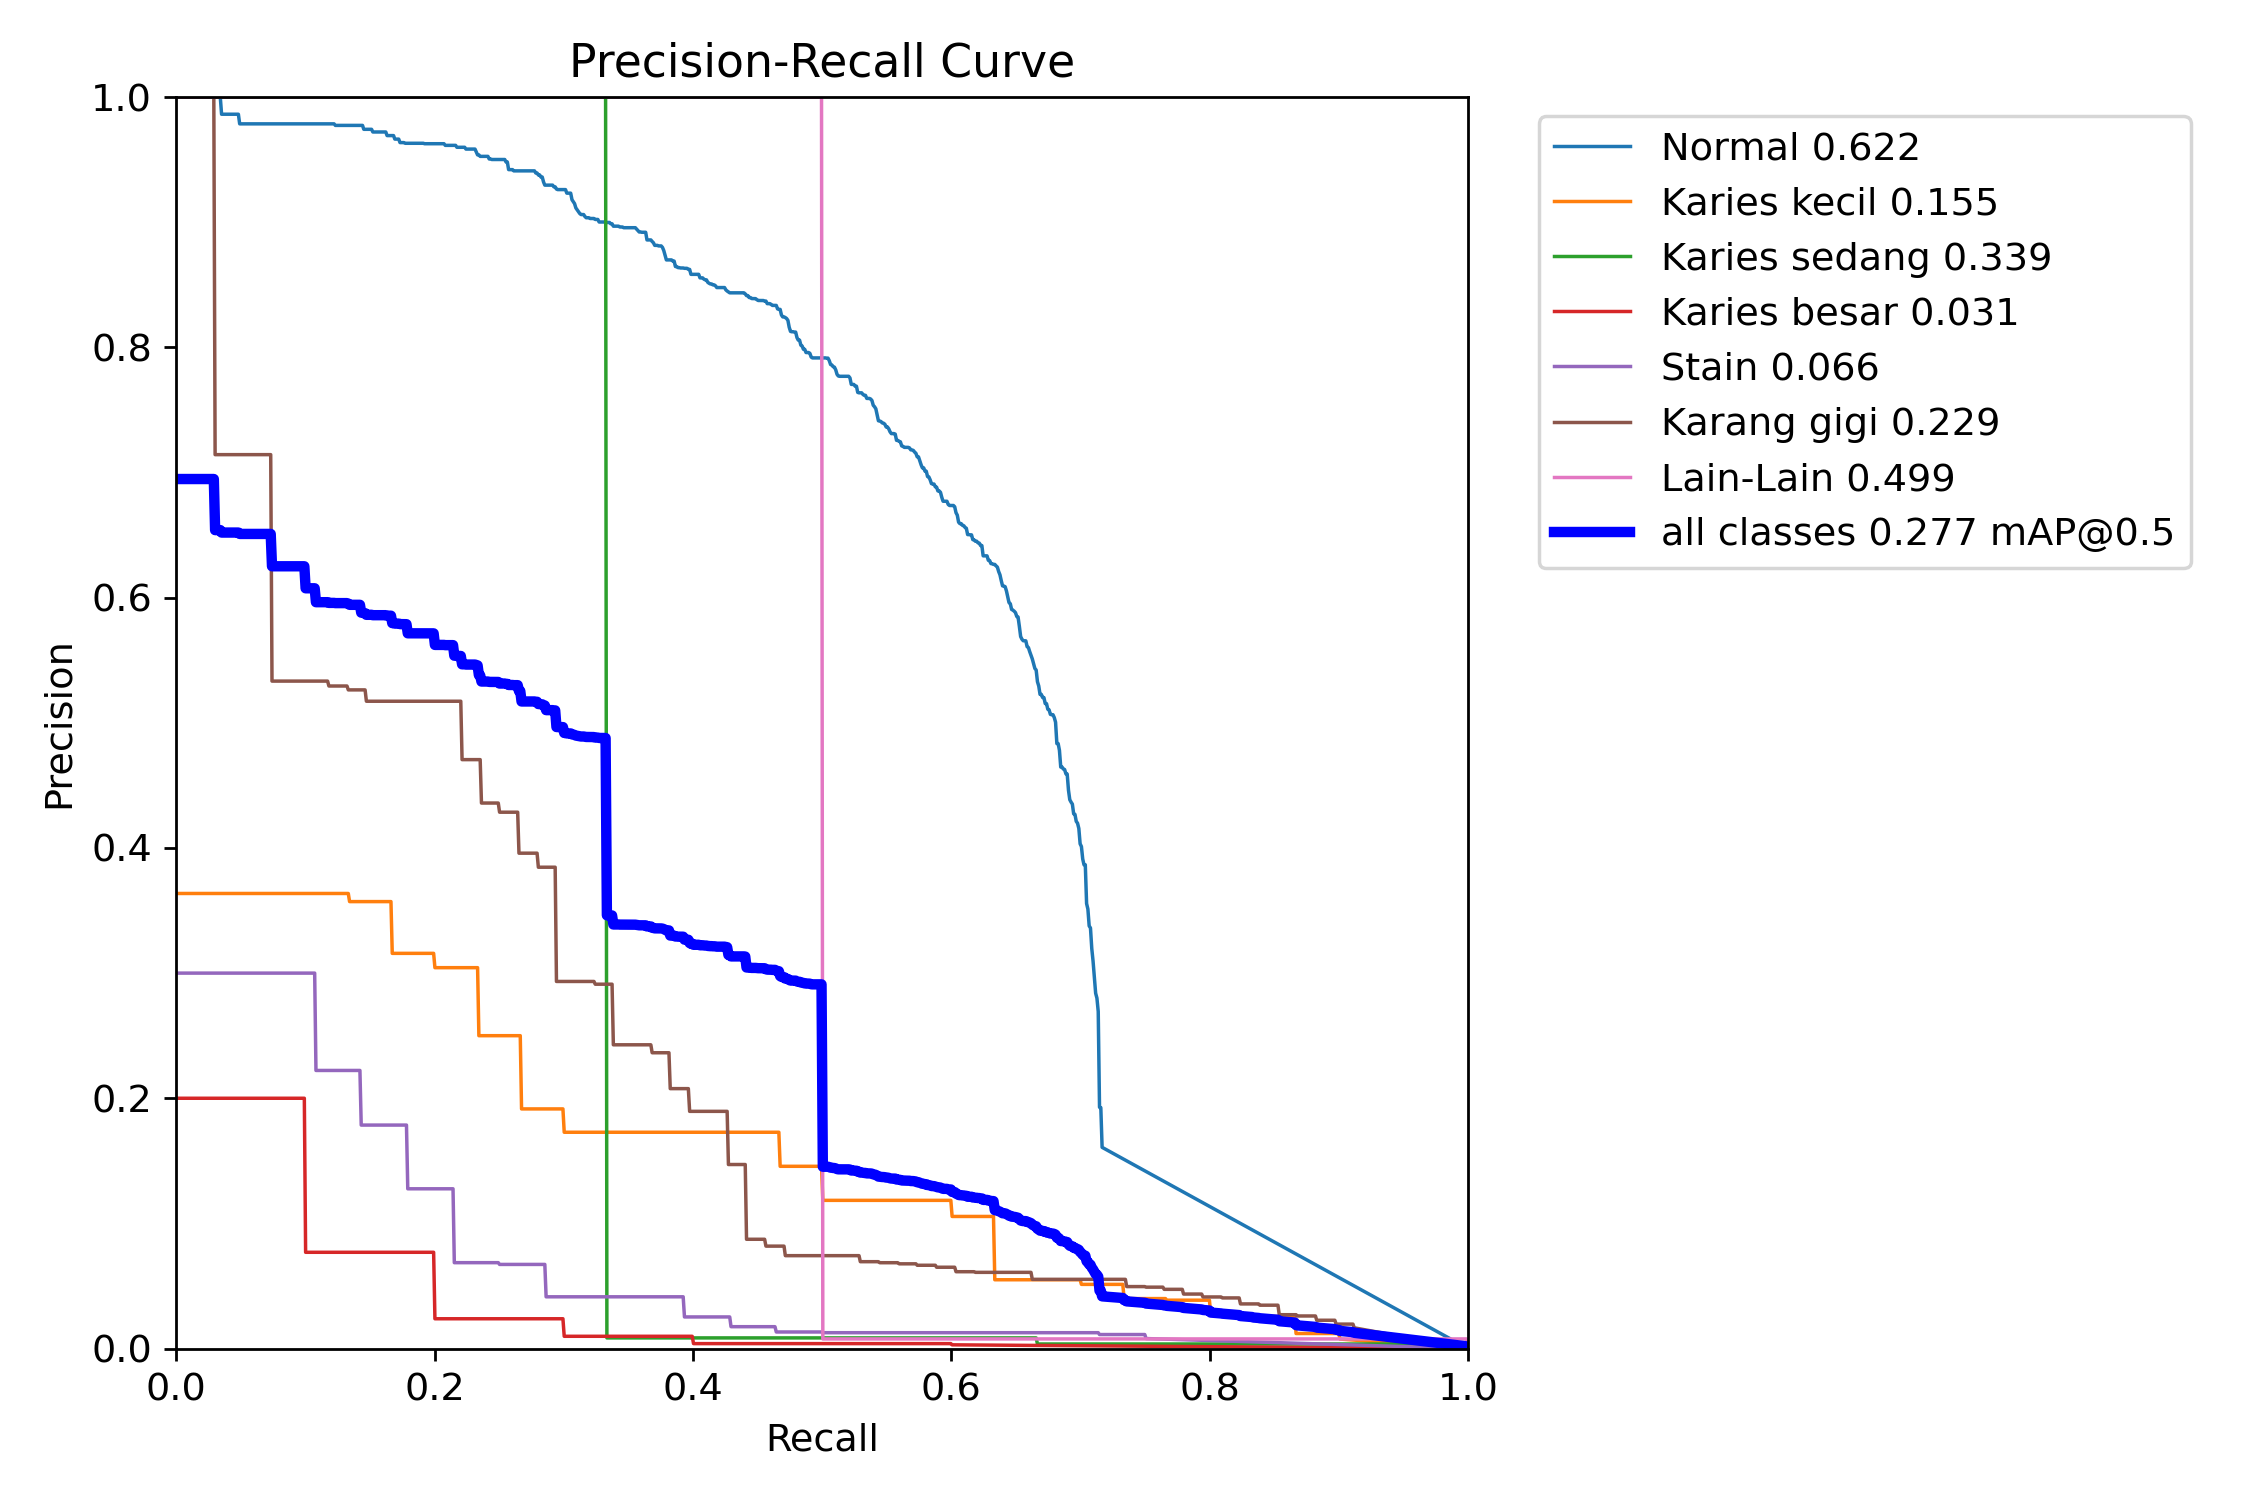 Precision-Recall Curve
1.0
0.8
0.6
0.4
0.2
0.0
Precision
0.0 0.2 0.4 0.6 0.8 1.0
Recall
Normal 0.622
Karies kecil 0.155
Karies sedang 0.339
Karies besar 0.031
Stain 0.066
Karang gigi 0.229
Lain-Lain 0.499
all classes 0.277 mAP@0.5